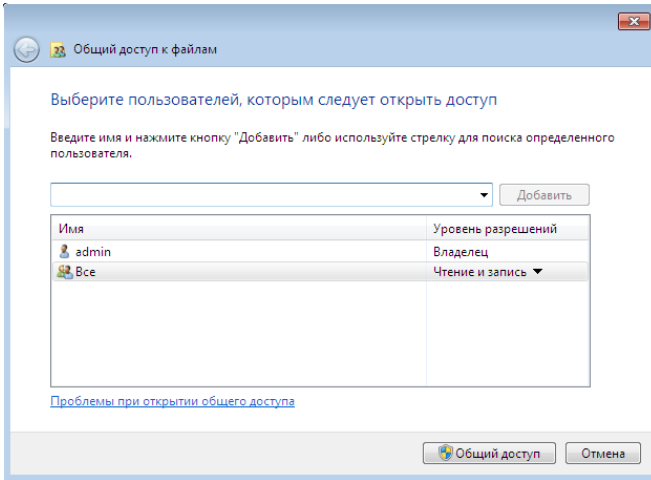 Общий доступ к файлам
Выберите пользователей, которым следует открыть доступ
Введите имя и нажмите кнопку "Добавить" либо используйте стрелку для поиска определенного
пользователя.
Добавить
Имя Уровень разрешений
admin Владелец
Все Чтение и запись
Проблемы при открытии общего доступа
Общий доступ Отмена